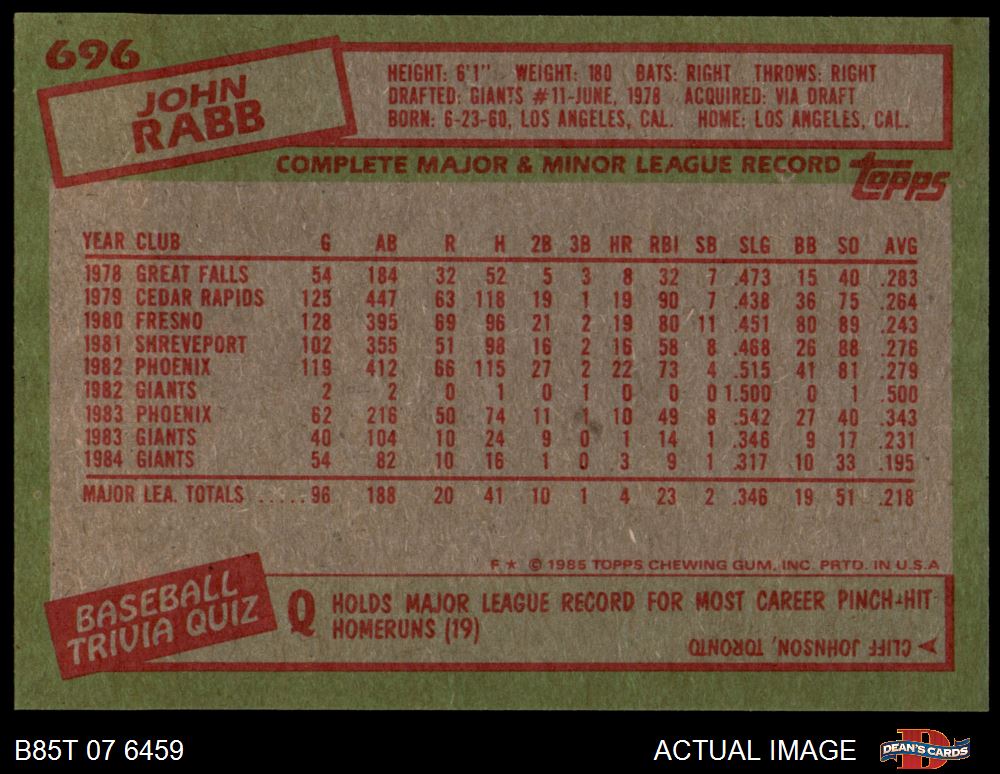 696
JOHN
RABB
HEIGHT: 6'1" WEIGHT: 180 BATS: RIGHT THROWS: RIGHT
DRAFTED: GIANTS #11-JUNE, 1978 ACQUIRED: VIA DRAFT
BORN: 6-23-60, LOS ANGELES, CAL. HOME: LOS ANGELES, CAL.
COMPLETE MAJOR & MINOR LEAGUE RECORD topps
YEAR CLUB G AB R H 2B 3B HR RBI SB SLG BB SO AVG
1978 GREAT FALLS 54 184 32 52 5 3 8 32 7 .473 15 40 .283
1979 CEDAR RAPIDS 125 447 63 118 19 1 19 90 7 .438 36 75 .264
1980 FRESNO 128 395 69 96 21 2 19 80 11 .451 80 89 .243
1981 SHREVEPORT 102 355 51 98 16 2 16 58 8 .468 26 88 .276
1982 PHOENIX 119 412 66 115 27 2 22 73 4 .515 41 81 .279
1982 GIANTS 2 2 0 1 0 1 0 0 0 1.500 0 1 .500
1983 PHOENIX 62 216 50 74 11 1 10 49 8 .542 27 40 .343
1983 GIANTS 40 104 10 24 9 0 1 14 1 .346 9 17 .231
1984 GIANTS 54 82 10 16 1 0 3 9 1 .317 10 33 .195
MAJOR LEA. TOTALS .....96 188 20 41 10 1 4 23 2 .346 19 51 .218
F ★ © 1985 TOPPS CHEWING GUM, INC. PRTD. IN U.S.A
BASEBALL
TRIVIA QUIZ
Q HOLDS MAJOR LEAGUE RECORD FOR MOST CAREER PINCH-HIT
HOMERUNS (19)
CLIFF JOHNSON, TORONTO
B85T 07 6459 ACTUAL IMAGE DEAN'S CARDS